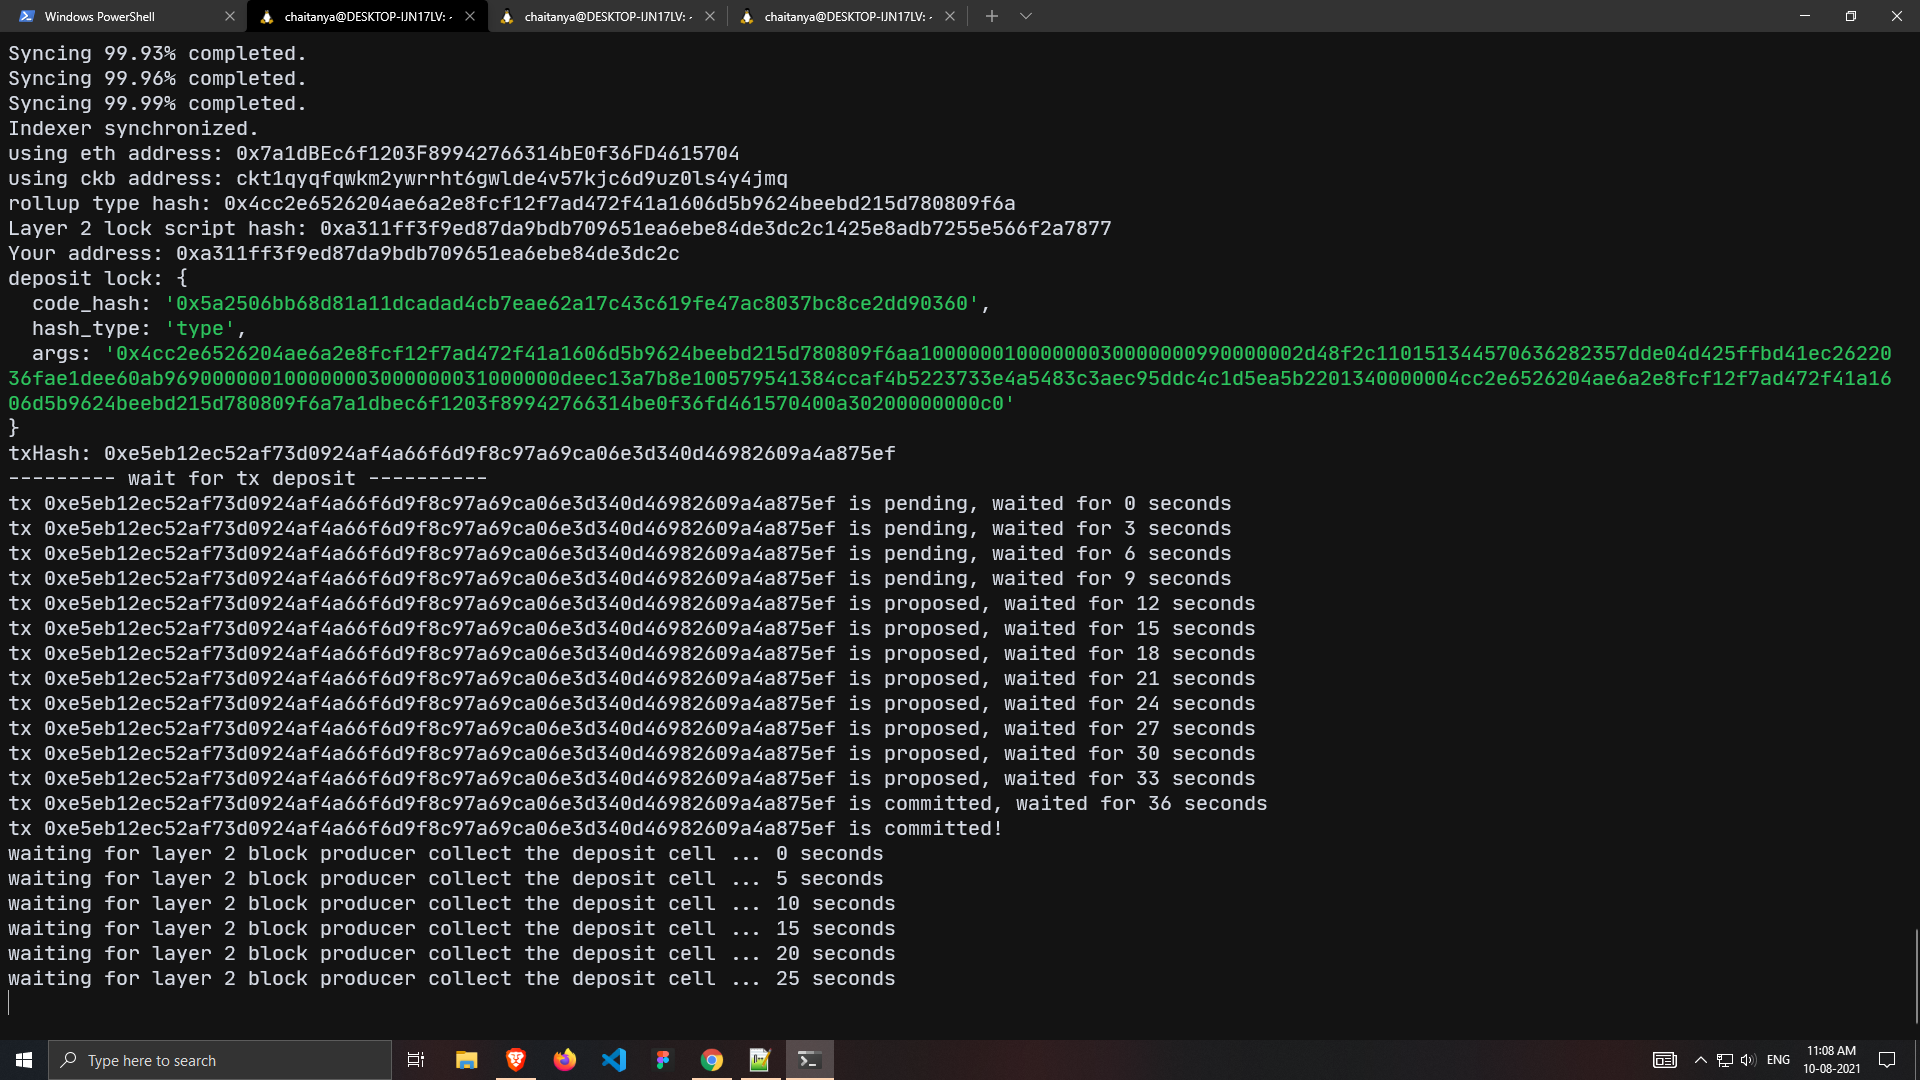 Windows PowerShell
chaitanya@DESKTOP-IJN17LV: -
chaitanya@DESKTOP-IJN17LV: -
chaitanya@DESKTOP-IJN17LV: -
Syncing 99.93% completed.
Syncing 99.96% completed.
Syncing 99.99% completed.
Indexer synchronized.
using eth address: 0x7a1dBEc6f1203F89942766314bE0f36FD4615704
using ckb address: ckt1qyqfqwkm2ywrrht6gwlde4v57kjc6d9uz0ls4y4jmq
rollup type hash: 0x4cc2e6526204ae6a2e8fcf12f7ad472f41a1606d5b9624beebd215d780809f6a
Layer 2 lock script hash: 0xa311ff3f9ed87da9bdb709651ea6ebe84de3dc2c1425e8adb7255e566f2a7877
Your address: 0xa311ff3f9ed87da9bdb709651ea6ebe84de3dc2c
deposit lock: {
  code_hash: '0x5a2506bb68d81a11dcadad4cb7eae62a17c43c619fe47ac8037bc8ce2dd90360',
  hash_type: 'type',
  args: '0x4cc2e6526204ae6a2e8fcf12f7ad472f41a1606d5b9624beebd215d780809f6aa10000001000000030000000990000002d48f2c110151344570636282357dde04d425ffbd41ec2622036fae1dee60ab969000000010000000300000003 1000000deec13a7b8e100579541384ccaf4b5223733e4a5483c3aec95ddc4c1d5ea5b2201340000004cc2e6526204ae6a2e8fcf12f7ad472f41a16
06d5b9624beebd215d780809f6a7a1dbec6f1203f89942766314be0f36fd461570400a30200000000c0'
}
txHash: 0xe5eb12ec52af73d0924af4a66f6d9f8c97a69ca06e3d340d46982609a4a875ef
--------- wait for tx deposit ----------
tx 0xe5eb12ec52af73d0924af4a66f6d9f8c97a69ca06e3d340d46982609a4a875ef is pending, waited for 0 seconds
tx 0xe5eb12ec52af73d0924af4a66f6d9f8c97a69ca06e3d340d46982609a4a875ef is pending, waited for 3 seconds
tx 0xe5eb12ec52af73d0924af4a66f6d9f8c97a69ca06e3d340d46982609a4a875ef is pending, waited for 6 seconds
tx 0xe5eb12ec52af73d0924af4a66f6d9f8c97a69ca06e3d340d46982609a4a875ef is pending, waited for 9 seconds
tx 0xe5eb12ec52af73d0924af4a66f6d9f8c97a69ca06e3d340d46982609a4a875ef is proposed, waited for 12 seconds
tx 0xe5eb12ec52af73d0924af4a66f6d9f8c97a69ca06e3d340d46982609a4a875ef is proposed, waited for 15 seconds
tx 0xe5eb12ec52af73d0924af4a66f6d9f8c97a69ca06e3d340d46982609a4a875ef is proposed, waited for 18 seconds
tx 0xe5eb12ec52af73d0924af4a66f6d9f8c97a69ca06e3d340d46982609a4a875ef is proposed, waited for 21 seconds
tx 0xe5eb12ec52af73d0924af4a66f6d9f8c97a69ca06e3d340d46982609a4a875ef is proposed, waited for 24 seconds
tx 0xe5eb12ec52af73d0924af4a66f6d9f8c97a69ca06e3d340d46982609a4a875ef is proposed, waited for 27 seconds
tx 0xe5eb12ec52af73d0924af4a66f6d9f8c97a69ca06e3d340d46982609a4a875ef is proposed, waited for 30 seconds
tx 0xe5eb12ec52af73d0924af4a66f6d9f8c97a69ca06e3d340d46982609a4a875ef is proposed, waited for 33 seconds
tx 0xe5eb12ec52af73d0924af4a66f6d9f8c97a69ca06e3d340d46982609a4a875ef is committed, waited for 36 seconds
tx 0xe5eb12ec52af73d0924af4a66f6d9f8c97a69ca06e3d340d46982609a4a875ef is committed!
waiting for layer 2 block producer collect the deposit cell ... 0 seconds
waiting for layer 2 block producer collect the deposit cell ... 5 seconds
waiting for layer 2 block producer collect the deposit cell ... 10 seconds
waiting for layer 2 block producer collect the deposit cell ... 15 seconds
waiting for layer 2 block producer collect the deposit cell ... 20 seconds
waiting for layer 2 block producer collect the deposit cell ... 25 seconds
Type here to search
ENG
11:08 AM
10-08-2021